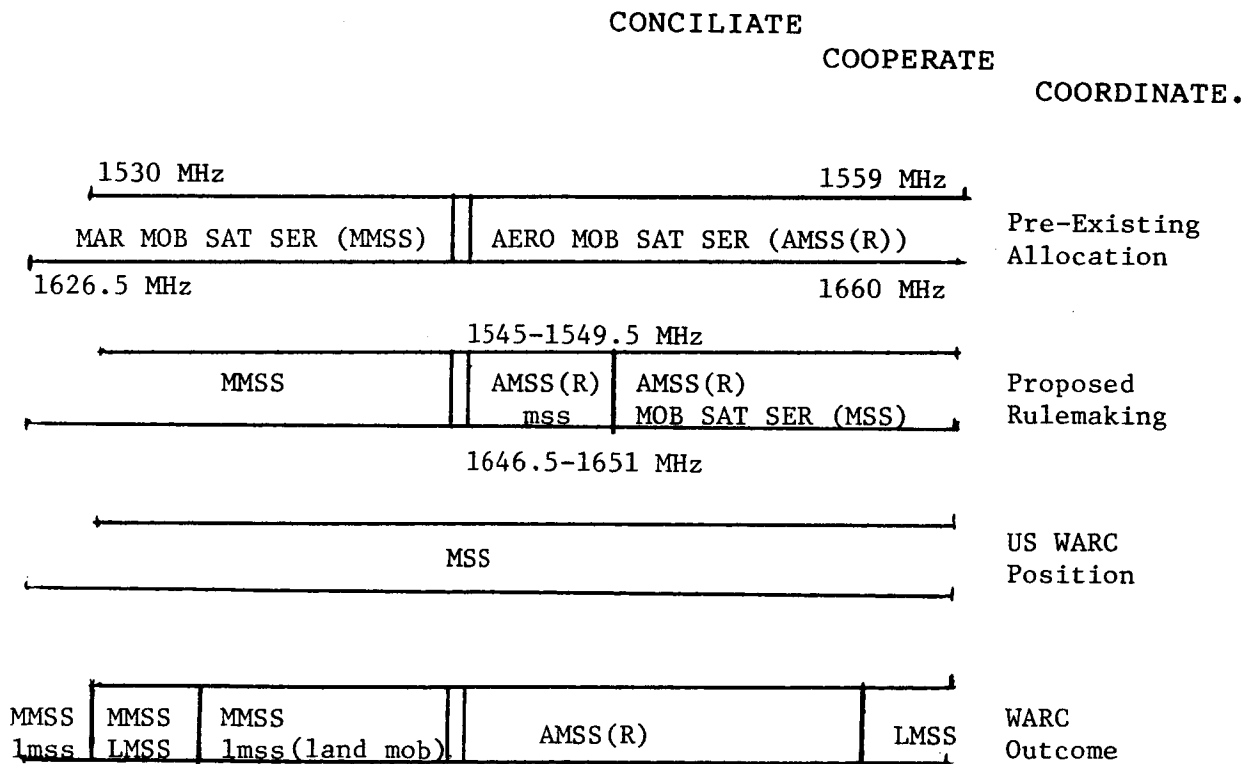 CONCILIATE
COOPERATE
COORDINATE.
1530 MHz
1559 MHz
MAR MOB SAT SER (MMSS)
AERO MOB SAT SER (AMSS(R))
Pre-Existing
Allocation
1626.5 MHz
1660 MHz
1545-1549.5 MHz
MMSS
AMSS(R)
mss
AMSS(R)
MOB SAT SER (MSS)
Proposed
Rulemaking
1646.5-1651 MHz
MSS
US WARC
Position
MMSS
lmss
MMSS
LMSS
MMSS
lmss(land mob)
AMSS(R)
LMSS
WARC
Outcome